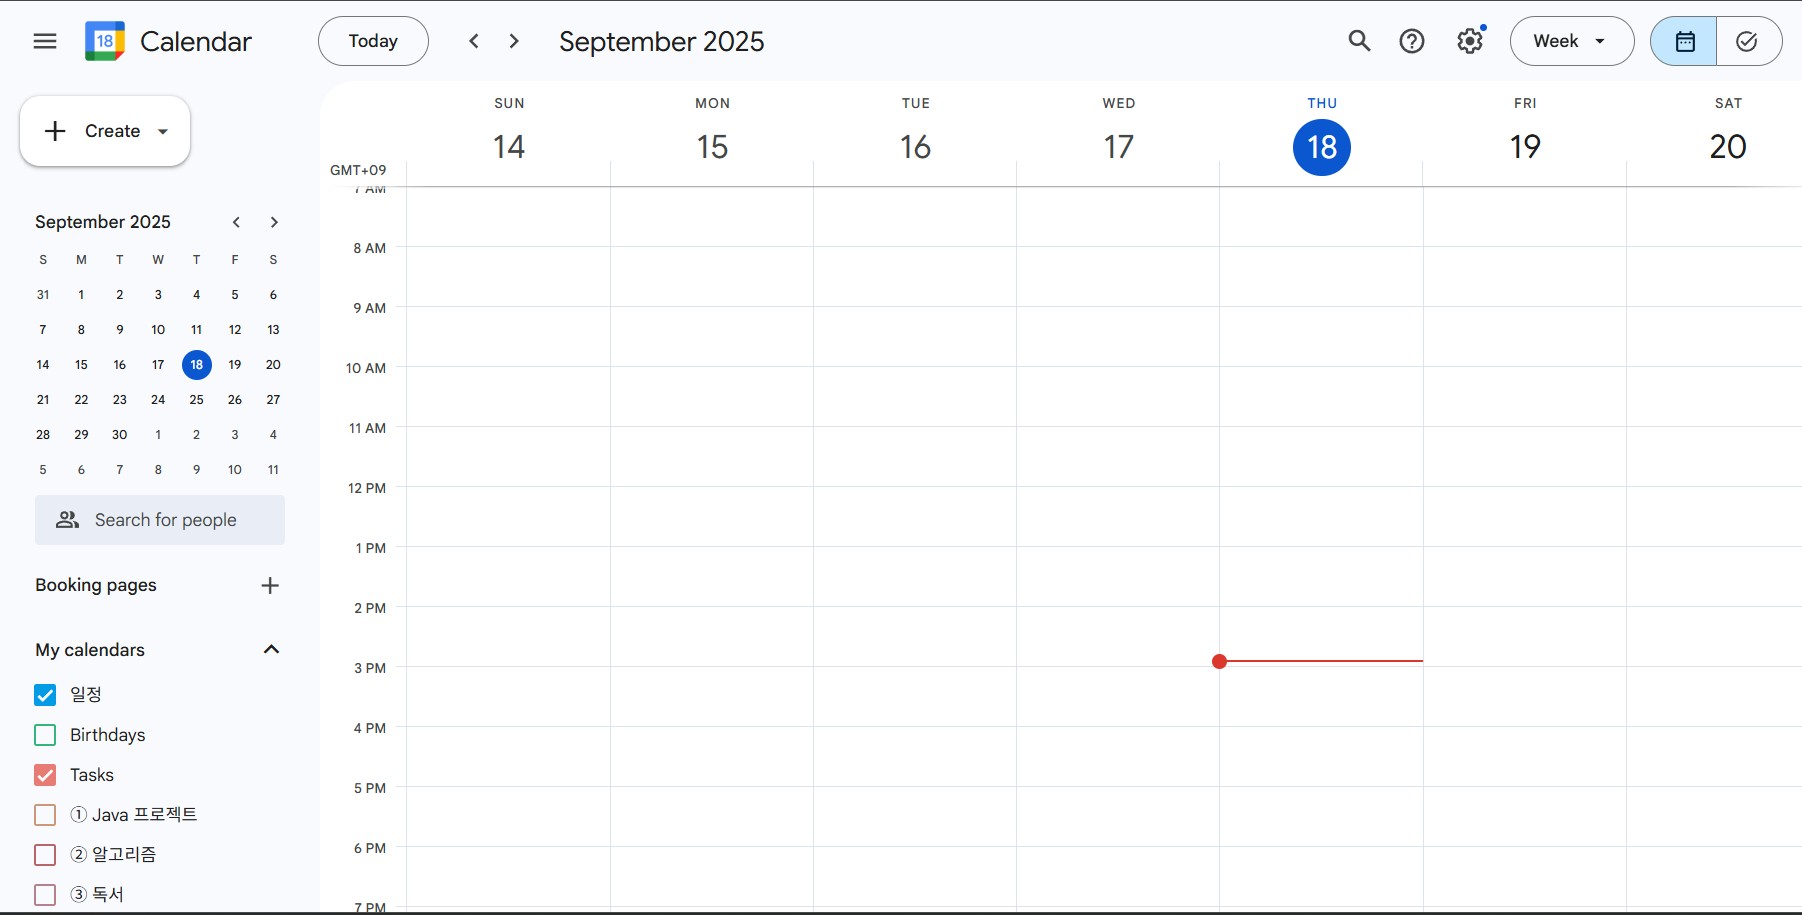 18 Calendar Today September 2025 Week
Create
SUN MON TUE WED THU FRI SAT
14 15 16 17 18 19 20
GMT+09
September 2025
S M T W T F S
31 1 2 3 4 5 6
7 8 9 10 11 12 13
14 15 16 17 18 19 20
21 22 23 24 25 26 27
28 29 30 1 2 3 4
5 6 7 8 9 10 11
Search for people
Booking pages
My calendars
일정
Birthdays
Tasks
① Java 프로젝트
② 알고리즘
③ 독서
7 AM
8 AM
9 AM
10 AM
11 AM
12 PM
1 PM
2 PM
3 PM
4 PM
5 PM
6 PM
7 PM